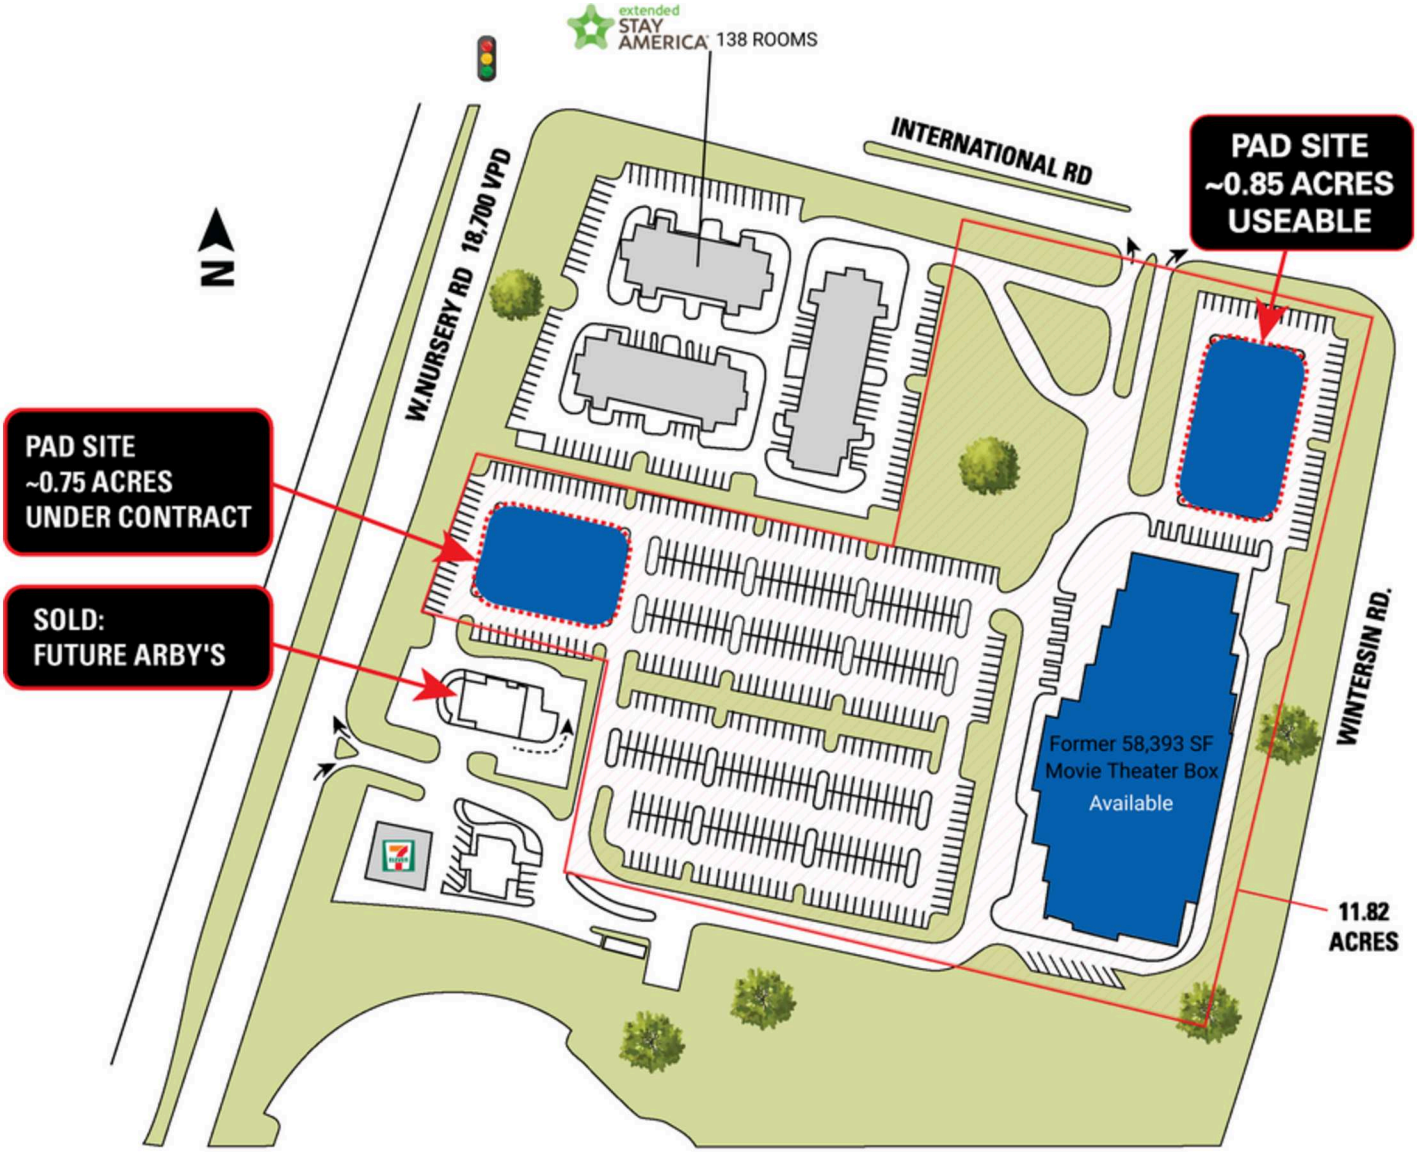 extended
STAY
AMERICA
138 ROOMS
INTERNATIONAL RD
PAD SITE
~0.85 ACRES
USEABLE
W.NURSERY RD 18,700 VPD
N
PAD SITE
~0.75 ACRES
UNDER CONTRACT
SOLD:
FUTURE ARBY'S
WINTERSIN RD.
Former 58,393 SF
Movie Theater Box
Available
7
ELEVEN
11.82
ACRES